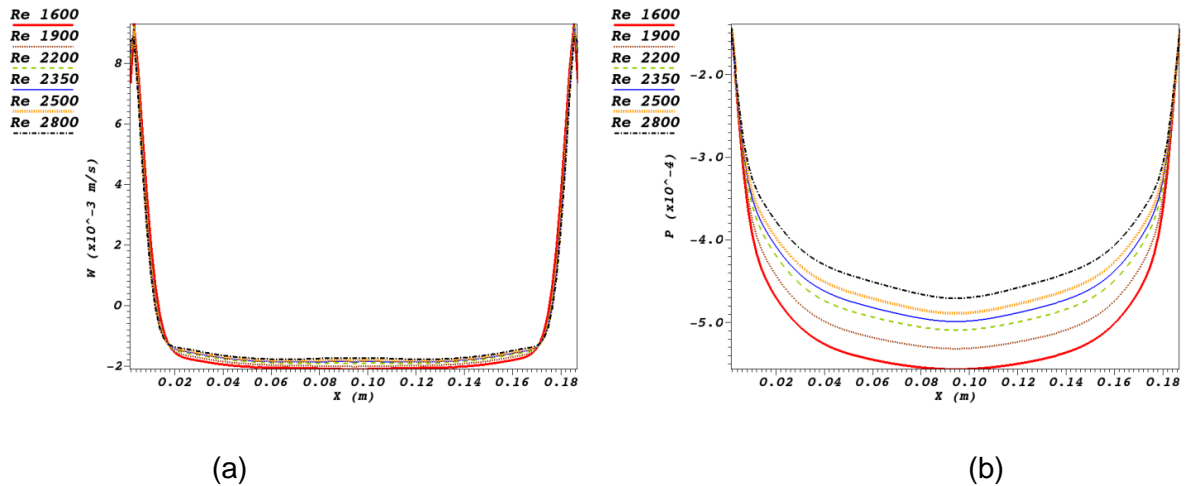 Re 1600
Re 1900
Re 2200
Re 2350
Re 2500
Re 2800
W (x10^-3 m/s)
8
6
4
2
0
-2
0.02 0.04 0.06 0.08 0.10 0.12 0.14 0.16 0.18
X (m)
(a)
Re 1600
Re 1900
Re 2200
Re 2350
Re 2500
Re 2800
P (x10^-4)
-2.0
-3.0
-4.0
-5.0
0.02 0.04 0.06 0.08 0.10 0.12 0.14 0.16 0.18
X (m)
(b)